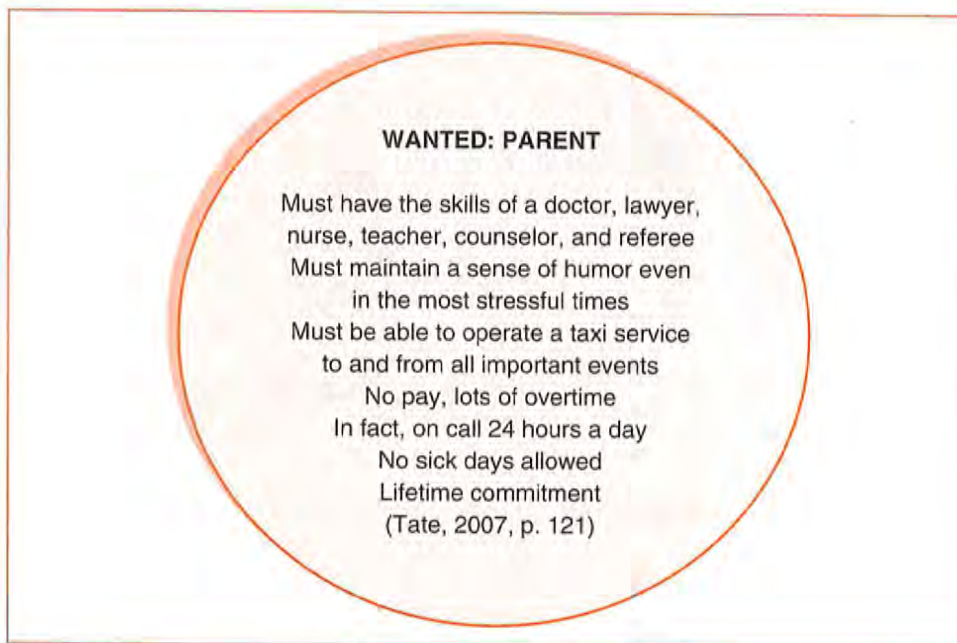 WANTED: PARENT
Must have the skills of a doctor, lawyer,
nurse, teacher, counselor, and referee
Must maintain a sense of humor even
in the most stressful times
Must be able to operate a taxi service
to and from all important events
No pay, lots of overtime
In fact, on call 24 hours a day
No sick days allowed
Lifetime commitment
(Tate, 2007, p. 121)